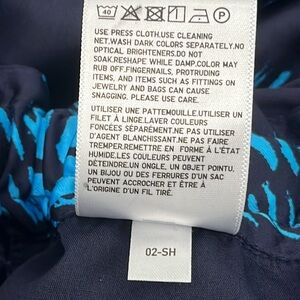 40
P
USE PRESS CLOTH.USE CLEANING
NET.WASH DARK COLORS SEPARATELY.NO
OPTICAL BRIGHTENERS.DO NOT
SOAK.RESHAPE WHILE DAMP.COLOR MAY
RUB OFF.FINGERNAILS, PROTRUDING
ITEMS, AND ITEMS SUCH AS FITTINGS ON
JEWELRY AND BAGS CAN CAUSE
SNAGGING. PLEASE USE CAUTION.
UTILISER UNE PATTEMOUILLE.UTILISER UN
FILET À LINGE.LAVER COULEURS
FONCÉES SÉPARÉMENT.NE PAS UTILISER
D'AGENT BLANCHISSANT.NE PAS FAIRE
TREMPER.REMETTRE EN FORME À L'ÉTAT
HUMIDE.LES COULEURS PEUVENT
DÉTEINDRE.UN ONGLE, UN OBJET POINTU,
UN BIJOU OU DES FERRURES D'UN SAC
PEUVENT ACCROCHER ET ÊTRE À
L'ORIGINE D'UN FIL TIRÉ.
02-SH